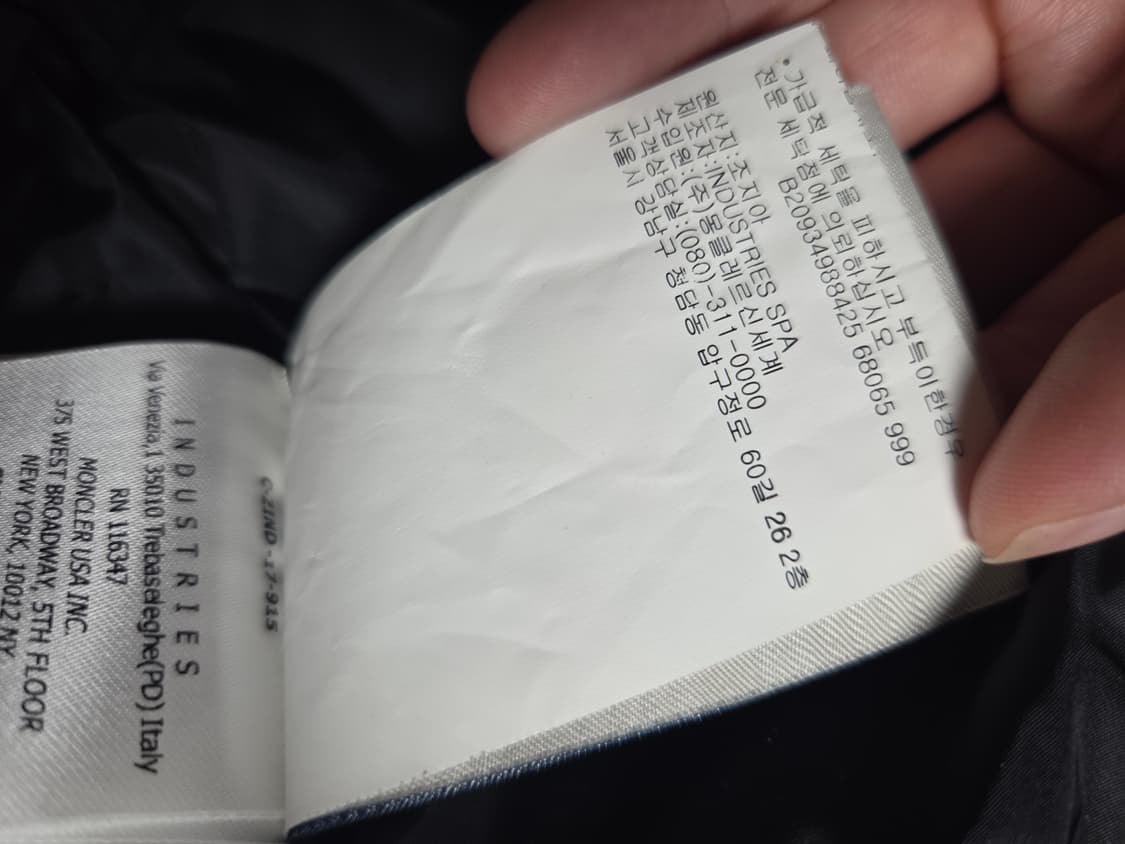 •가급적 세탁을 피하시고 부득이한경우
전문 세탁점에 의뢰하십시오
B20934988425 68065 999
원산지:조지아
제조자:INDUSTRIES SPA
수입원:(주)몽클레르신세계
고객상담실:(080)-311-0000
서울시 강남구 청담동 압구정로 60길 26 2층
INDUSTRIES
Via Venezia,1 35010 Trebaseleghe(PD) Italy
RN 116347
MONCLER USA INC.
375 WEST BROADWAY, 5TH FLOOR
NEW YORK, 10012 NY